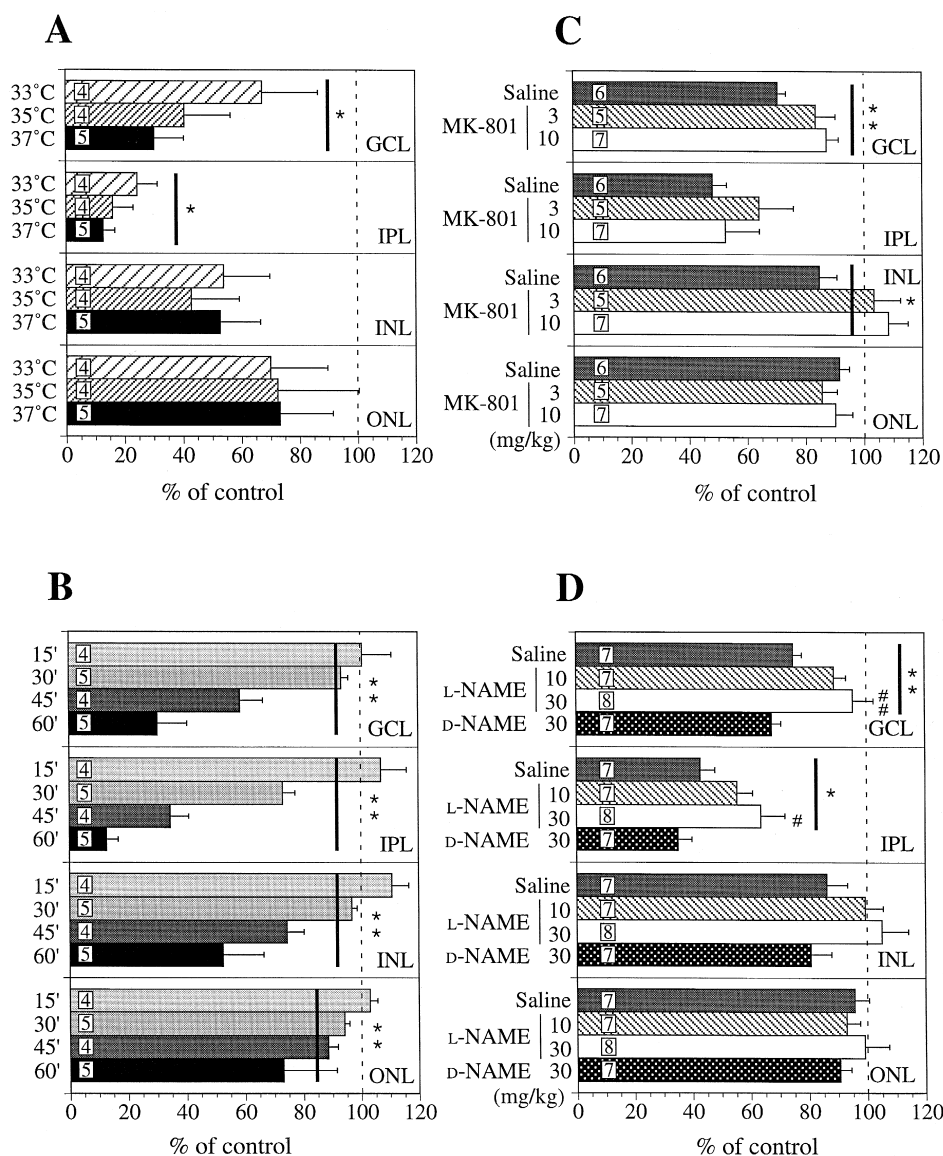 A
33°C 4
35°C 4 *
37°C 5 GCL
33°C 4
35°C 4 *
37°C 5 IPL
33°C 4
35°C 4
37°C 5 INL
33°C 4
35°C 4
37°C 5 ONL
0 20 40 60 80 100 120
% of control
C
Saline 6
MK-801 3 5 *
10 7 * GCL
Saline 6
MK-801 3 5
10 7 IPL
Saline 6 INL
MK-801 3 5 *
10 7
Saline 6
MK-801 3 5
10 7 ONL
(mg/kg)
0 20 40 60 80 100 120
% of control
B
15' 4
30' 5 *
45' 4 *
60' 5 GCL
15' 4
30' 5 *
45' 4 *
60' 5 IPL
15' 4
30' 5 *
45' 4 *
60' 5 INL
15' 4
30' 5 *
45' 4 *
60' 5 ONL
0 20 40 60 80 100 120
% of control
D
Saline 7 *
L-NAME 10 7 *
30 8 # #
D-NAME 30 7 GCL
Saline 7
L-NAME 10 7 *
30 8 #
D-NAME 30 7 IPL
Saline 7
L-NAME 10 7
30 8
D-NAME 30 7 INL
Saline 7
L-NAME 10 7
30 8
D-NAME 30 7 ONL
(mg/kg)
0 20 40 60 80 100 120
% of control